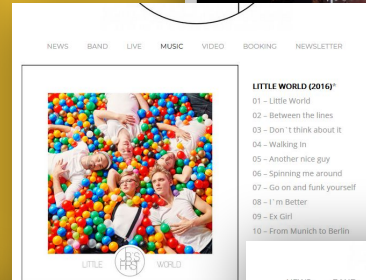 NEWS BAND LIVE MUSIC VIDEO BOOKING NEWSLETTER
LITTLE WORLD (2016)^
01 – Little World
02 – Between the lines
03 – Don`t think about it
04 – Walking in
05 – Another nice guy
06 – Spinning me around
07 – Go on and funk yourself
08 – I`m Better
09 – Ex Girl
10 – From Munich to Berlin
LITTLE WORLD